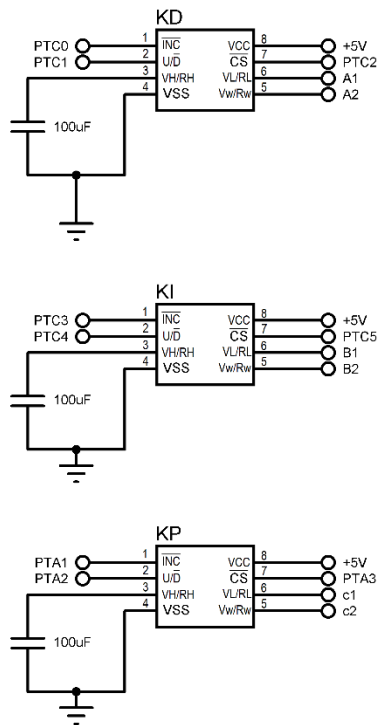 KD
PTC0 1 INC VCC 8 +5V
PTC1 2 U/D CS 7 PTC2
3 VH/RH VL/RL 6 A1
4 VSS Vw/Rw 5 A2
100uF
KI
PTC3 1 INC VCC 8 +5V
PTC4 2 U/D CS 7 PTC5
3 VH/RH VL/RL 6 B1
4 VSS Vw/Rw 5 B2
100uF
KP
PTA1 1 INC VCC 8 +5V
PTA2 2 U/D CS 7 PTA3
3 VH/RH VL/RL 6 c1
4 VSS Vw/Rw 5 c2
100uF